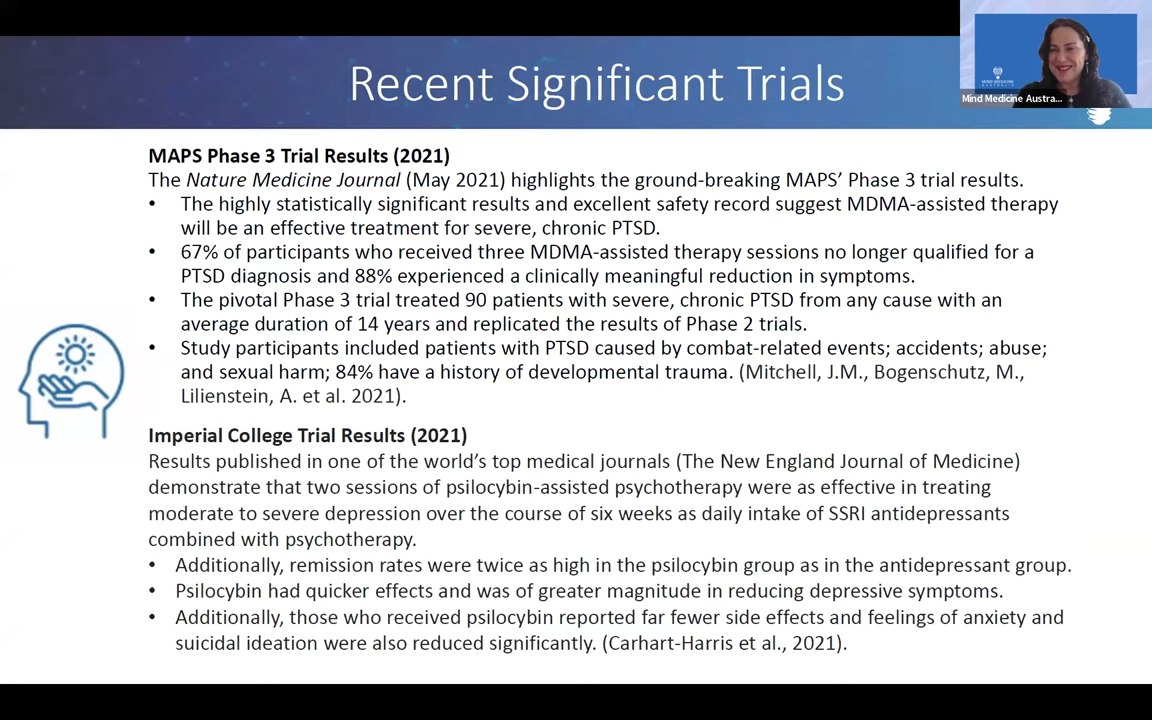 Recent Significant Trials
MIND MEDICINE
AUSTRALIA
Mind Medicine Austra...
MAPS Phase 3 Trial Results (2021)
The Nature Medicine Journal (May 2021) highlights the ground-breaking MAPS’ Phase 3 trial results.
• The highly statistically significant results and excellent safety record suggest MDMA-assisted therapy
will be an effective treatment for severe, chronic PTSD.
• 67% of participants who received three MDMA-assisted therapy sessions no longer qualified for a
PTSD diagnosis and 88% experienced a clinically meaningful reduction in symptoms.
• The pivotal Phase 3 trial treated 90 patients with severe, chronic PTSD from any cause with an
average duration of 14 years and replicated the results of Phase 2 trials.
• Study participants included patients with PTSD caused by combat-related events; accidents; abuse;
and sexual harm; 84% have a history of developmental trauma. (Mitchell, J.M., Bogenschutz, M.,
Lilienstein, A. et al. 2021).
Imperial College Trial Results (2021)
Results published in one of the world’s top medical journals (The New England Journal of Medicine)
demonstrate that two sessions of psilocybin-assisted psychotherapy were as effective in treating
moderate to severe depression over the course of six weeks as daily intake of SSRI antidepressants
combined with psychotherapy.
• Additionally, remission rates were twice as high in the psilocybin group as in the antidepressant group.
• Psilocybin had quicker effects and was of greater magnitude in reducing depressive symptoms.
• Additionally, those who received psilocybin reported far fewer side effects and feelings of anxiety and
suicidal ideation were also reduced significantly. (Carhart-Harris et al., 2021).